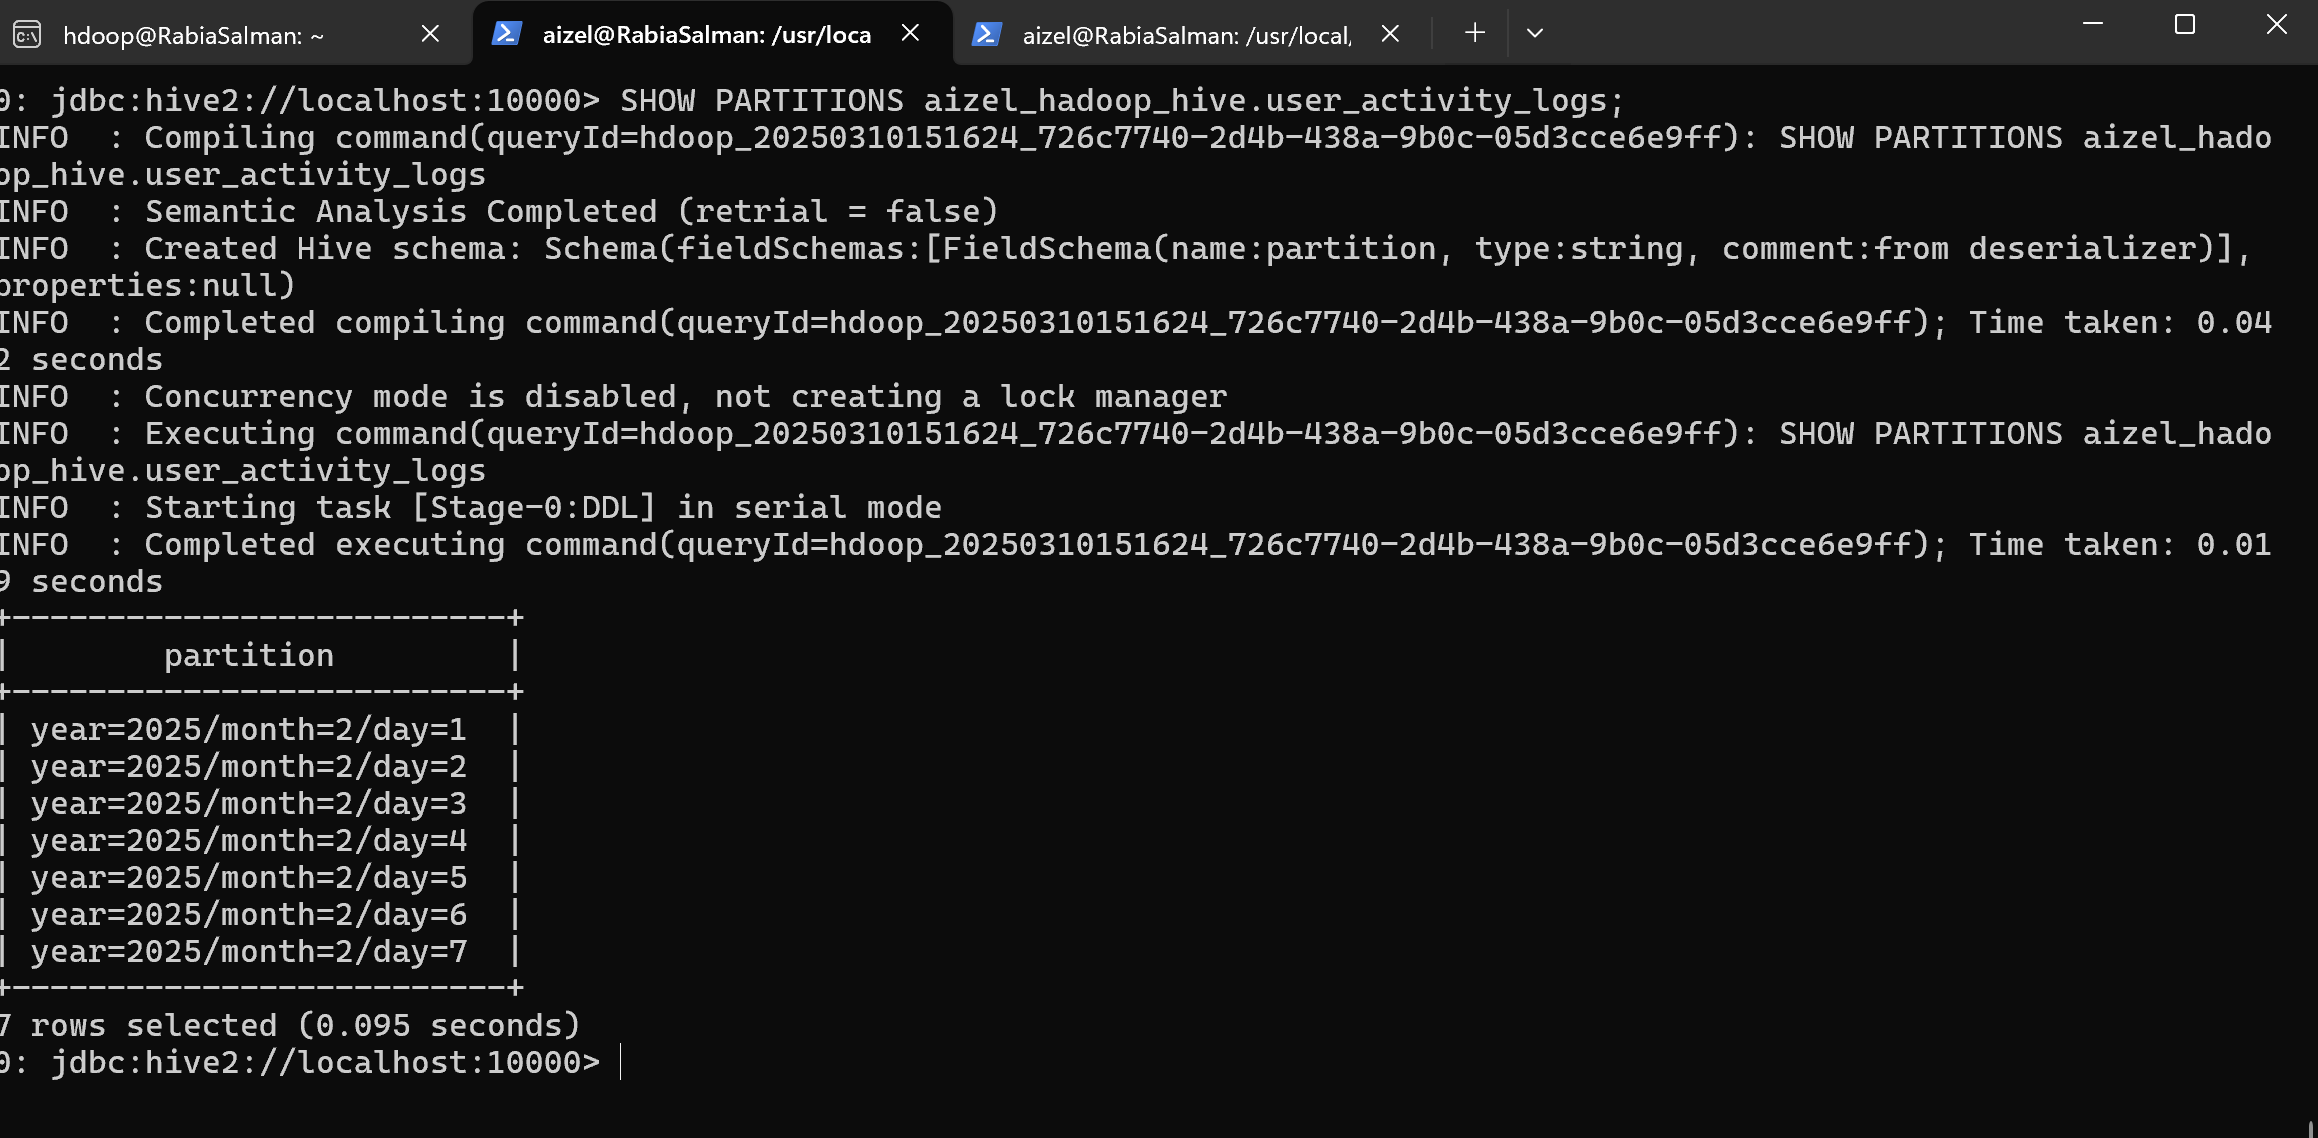 hdoop@RabiaSalman: ~
aizel@RabiaSalman: /usr/loca
aizel@RabiaSalman: /usr/local,
0: jdbc:hive2://localhost:10000> SHOW PARTITIONS aizel_hadoop_hive.user_activity_logs;
INFO  : Compiling command(queryId=hdoop_20250310151624_726c7740-2d4b-438a-9b0c-05d3cce6e9ff): SHOW PARTITIONS aizel_hado
op_hive.user_activity_logs
INFO  : Semantic Analysis Completed (retrial = false)
INFO  : Created Hive schema: Schema(fieldSchemas:[FieldSchema(name:partition, type:string, comment:from deserializer)],
properties:null)
INFO  : Completed compiling command(queryId=hdoop_20250310151624_726c7740-2d4b-438a-9b0c-05d3cce6e9ff); Time taken: 0.04
2 seconds
INFO  : Concurrency mode is disabled, not creating a lock manager
INFO  : Executing command(queryId=hdoop_20250310151624_726c7740-2d4b-438a-9b0c-05d3cce6e9ff): SHOW PARTITIONS aizel_hado
op_hive.user_activity_logs
INFO  : Starting task [Stage-0:DDL] in serial mode
INFO  : Completed executing command(queryId=hdoop_20250310151624_726c7740-2d4b-438a-9b0c-05d3cce6e9ff); Time taken: 0.01
9 seconds
+--------------------------+
|        partition         |
+--------------------------+
| year=2025/month=2/day=1  |
| year=2025/month=2/day=2  |
| year=2025/month=2/day=3  |
| year=2025/month=2/day=4  |
| year=2025/month=2/day=5  |
| year=2025/month=2/day=6  |
| year=2025/month=2/day=7  |
+--------------------------+
7 rows selected (0.095 seconds)
0: jdbc:hive2://localhost:10000>